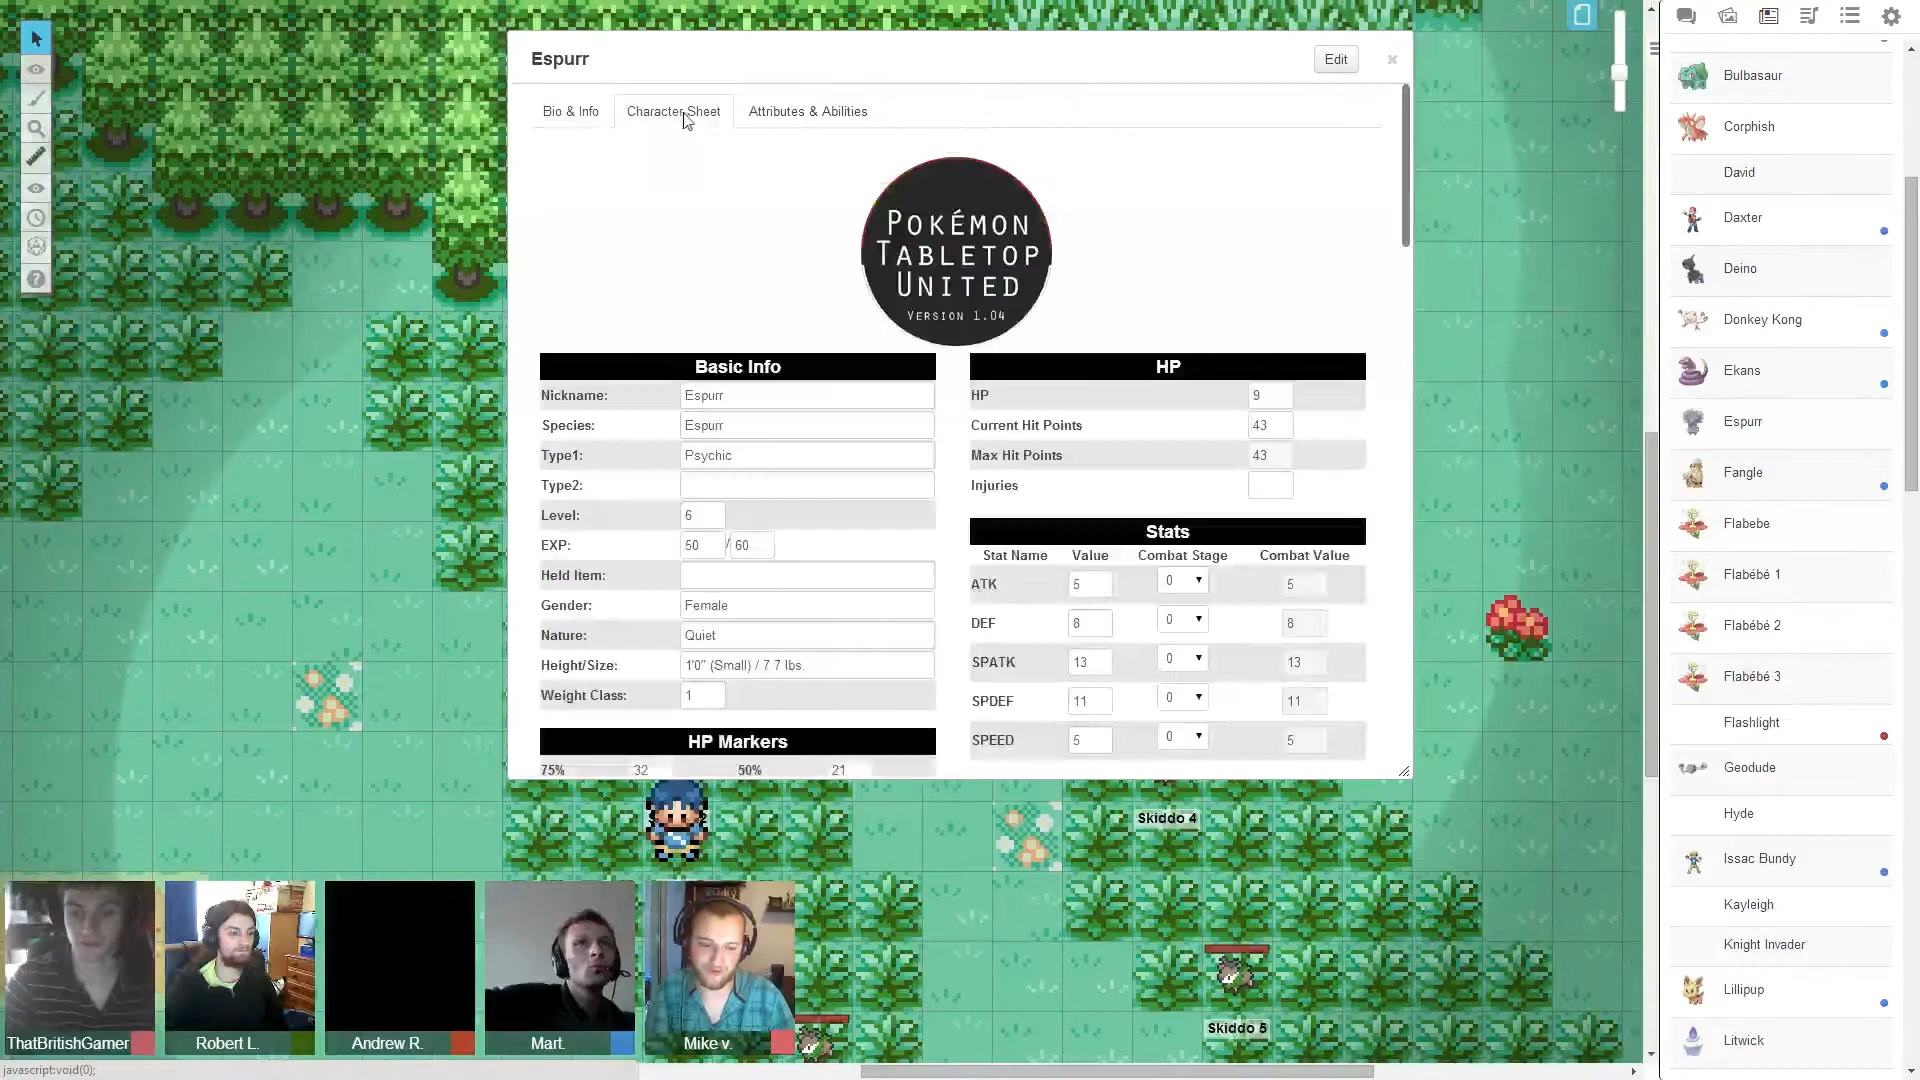 Espurr
Edit
Bio & Info
Character Sheet
Attributes & Abilities
POKÉMON
TABLETOP
UNITED
VERSION 1.04
Basic Info
Nickname: Espurr
Species: Espurr
Type1: Psychic
Type2:
Level: 6
EXP: 50 / 60
Held Item:
Gender: Female
Nature: Quiet
Height/Size: 1'0" (Small) / 7 7 lbs.
Weight Class: 1
HP Markers
75% 32 50% 21
HP
HP 9
Current Hit Points 43
Max Hit Points 43
Injuries
Stats
Stat Name Value Combat Stage Combat Value
ATK 5 0 5
DEF 8 0 8
SPATK 13 0 13
SPDEF 11 0 11
SPEED 5 0 5
Skiddo 4
Skiddo 5
ThatBritishGamer
Robert L.
Andrew R.
Mart.
Mike v.
javascript:void(0);
Bulbasaur
Corphish
David
Daxter
Deino
Donkey Kong
Ekans
Espurr
Fangle
Flabebe
Flabébé 1
Flabébé 2
Flabébé 3
Flashlight
Geodude
Hyde
Issac Bundy
Kayleigh
Knight Invader
Lillipup
Litwick